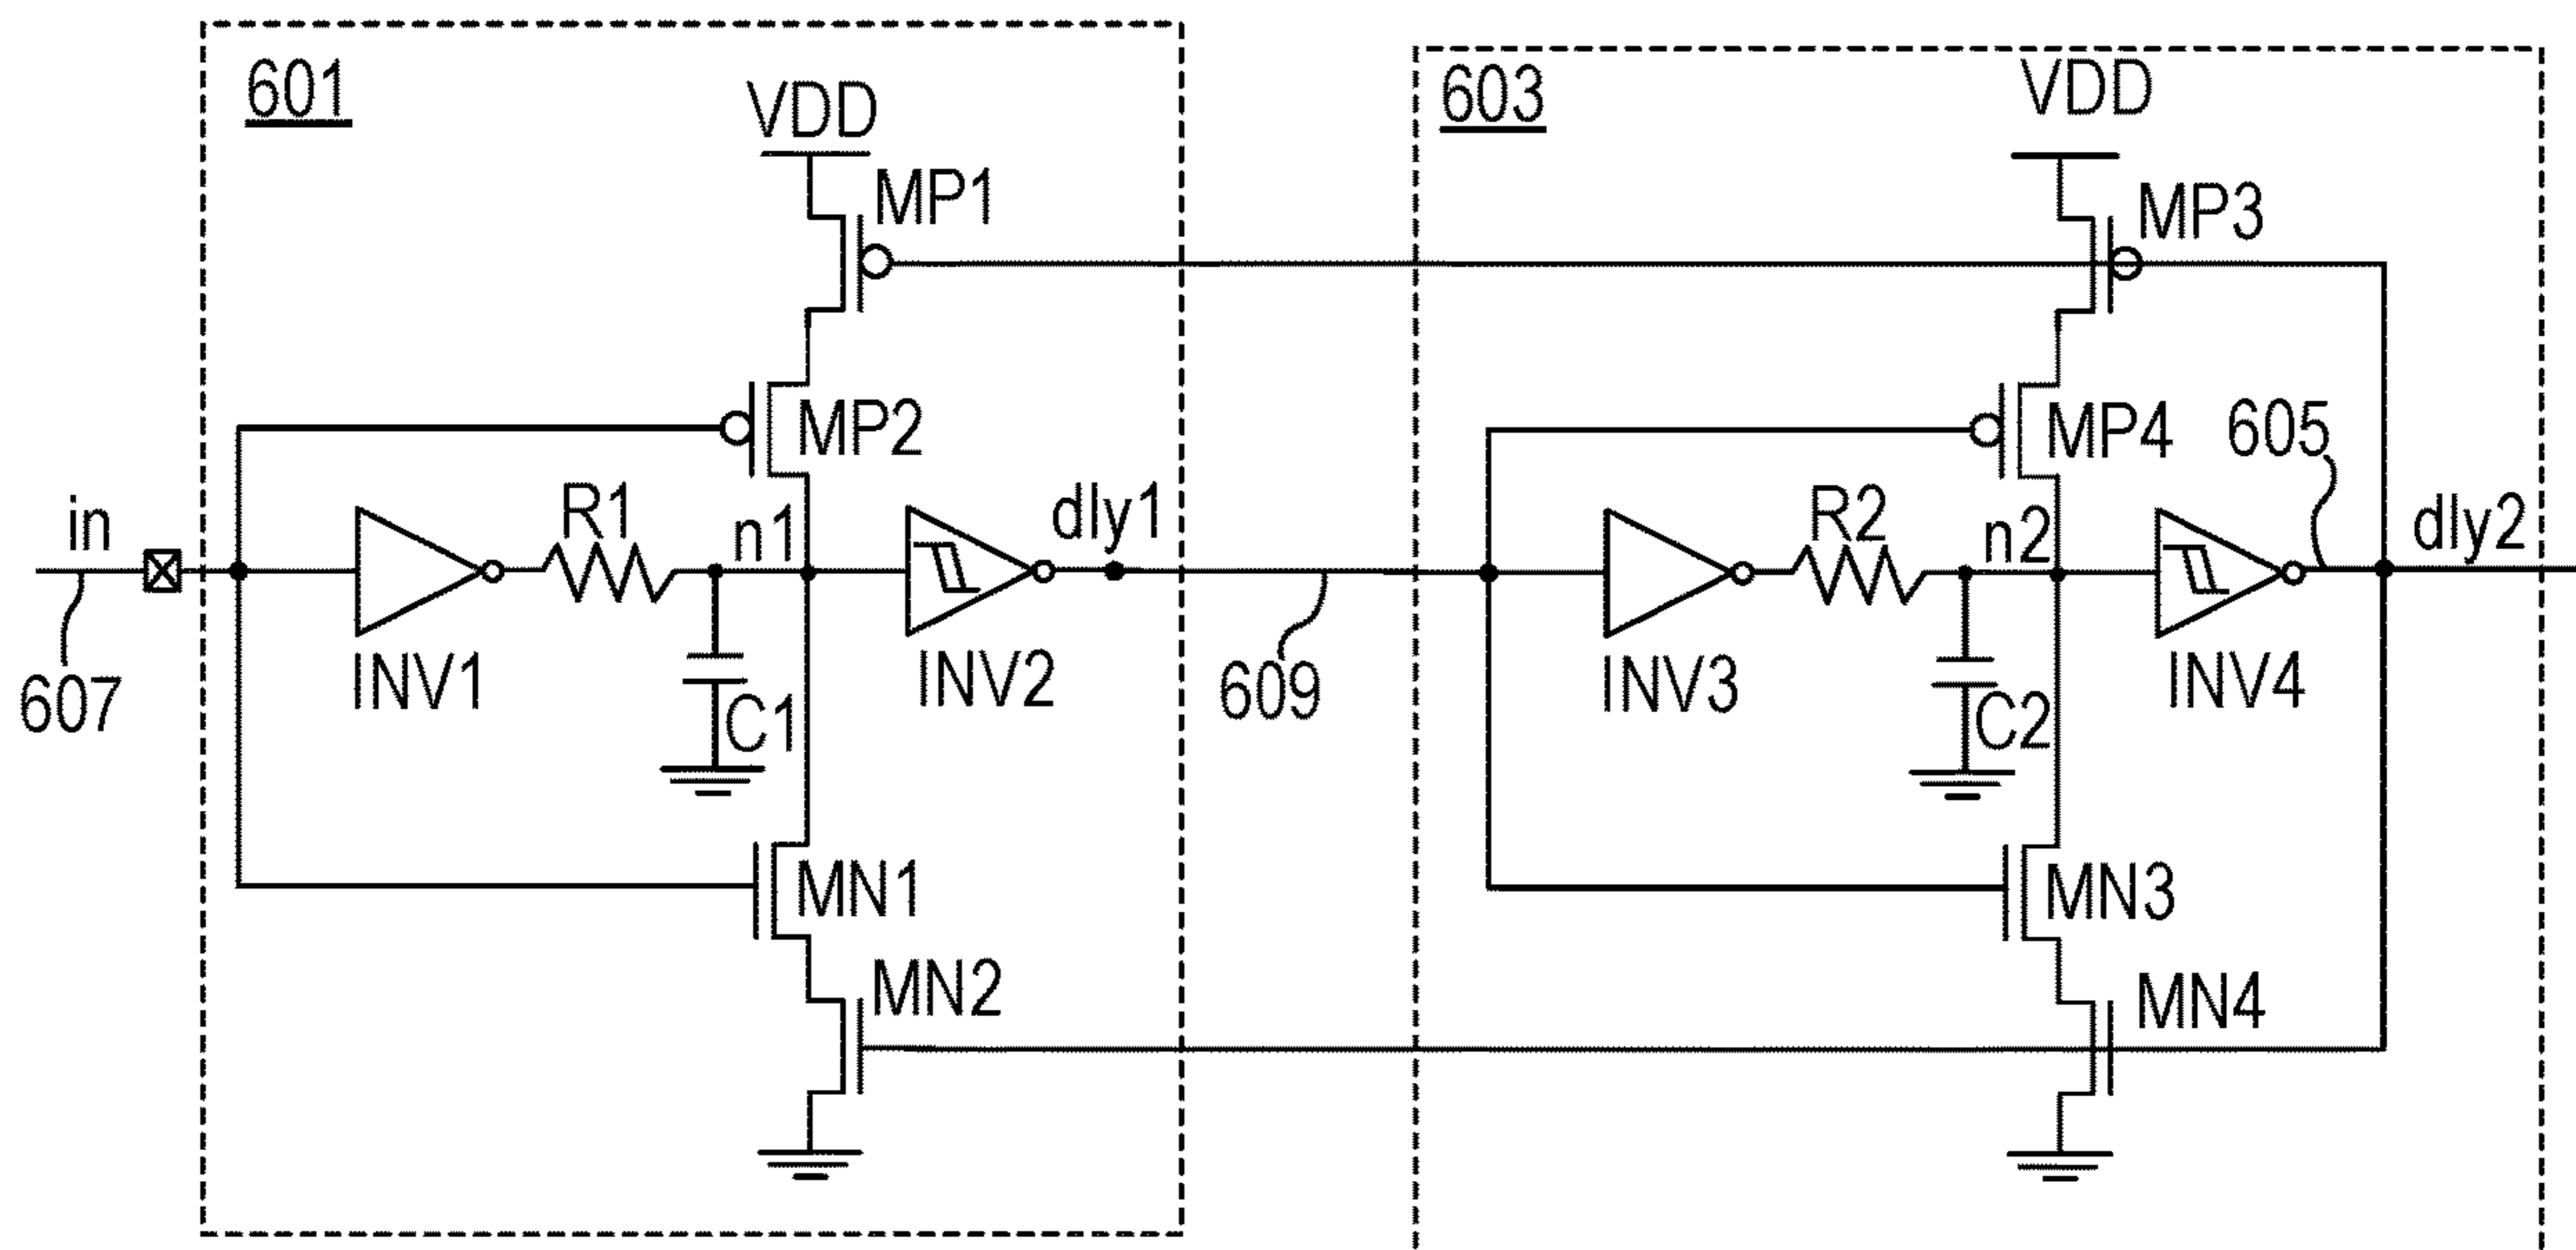 601
VDD
MP1
MP2
in
R1
n1
dly1
607
INV1
C1
INV2
609
MN1
MN2
603
VDD
MP3
MP4
605
R2
n2
dly2
INV3
C2
INV4
MN3
MN4